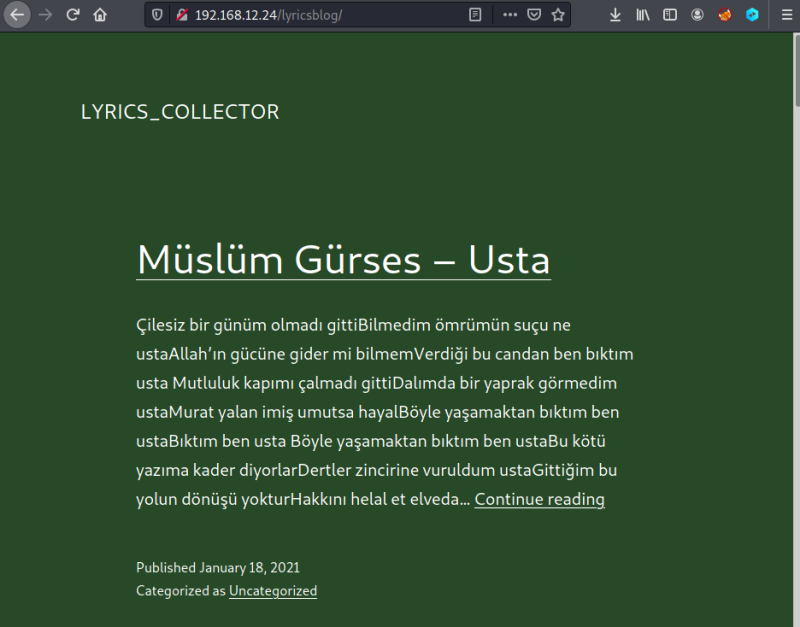 192.168.12.24/lyricsblog/
LYRICS_COLLECTOR
Müslüm Gürses – Usta
Çilesiz bir günüm olmadı gittiBilmedim ömrümün suçu ne
ustaAllah’ın gücüne gider mi bilmemVerdiği bu candan ben bıktım
usta Mutluluk kapımı çalmadı gittiDalımda bir yaprak görmedim
ustaMurat yalan imiş umutsa hayalBöyle yaşamaktan bıktım ben
ustaBıktım ben usta Böyle yaşamaktan bıktım ben ustaBu kötü
yazıma kader diyorlarDertler zincirine vuruldum ustaGittiğim bu
yolun dönüşü yokturHakkını helal et elveda… Continue reading
Published January 18, 2021
Categorized as Uncategorized